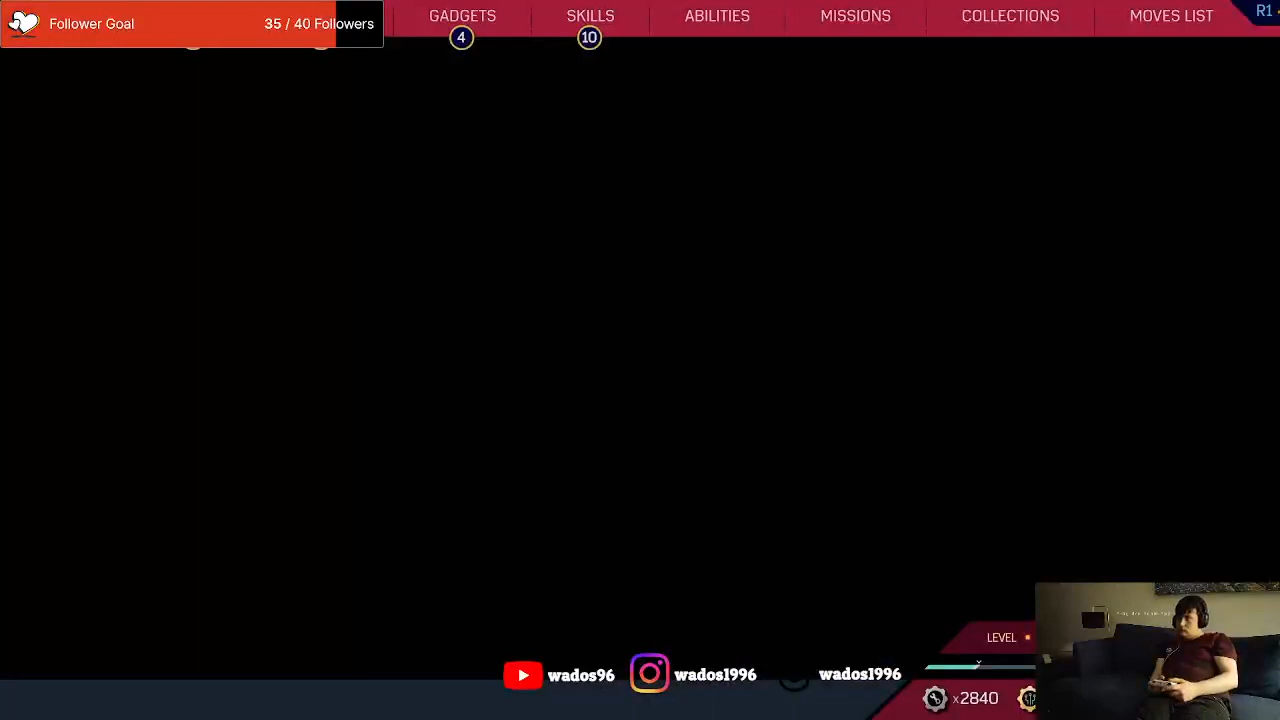 Follower Goal 35 / 40 Followers
GADGETS SKILLS ABILITIES MISSIONS COLLECTIONS MOVES LIST R1
4 10
LEVEL
wados96 wados1996 wados1996
x2840